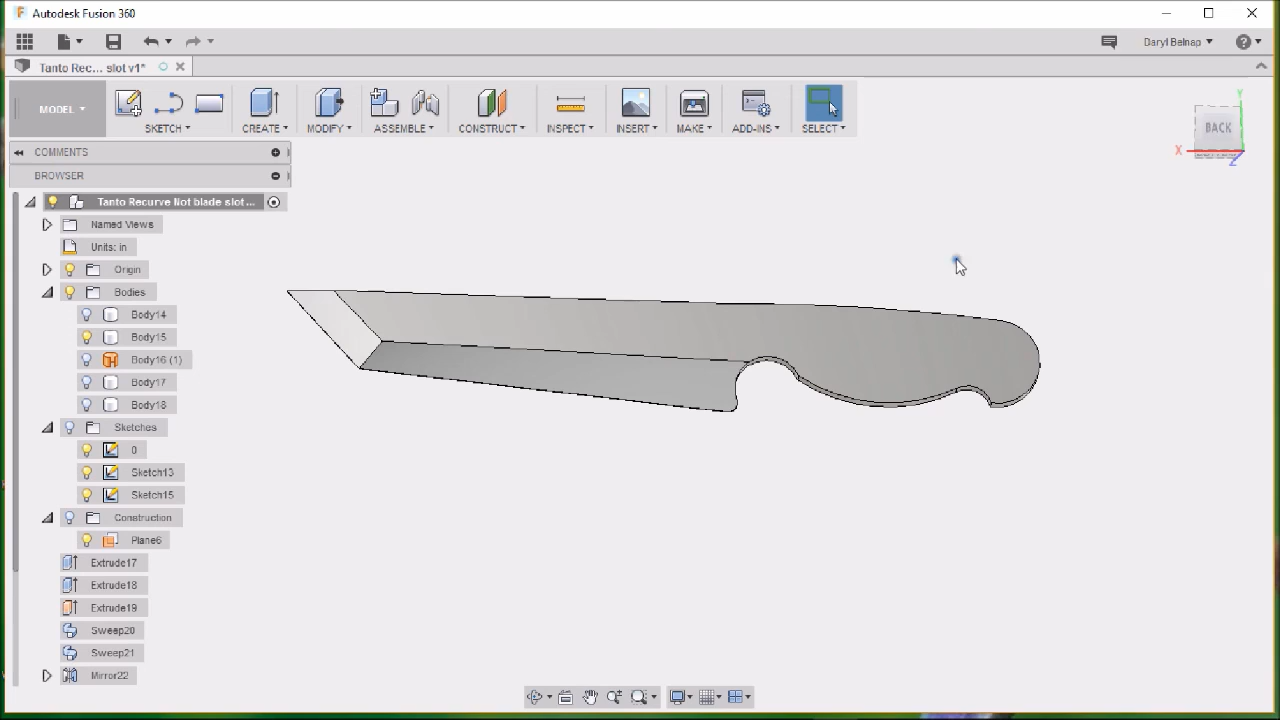 Autodesk Fusion 360
Daryl Belnap
Tanto Rec... slot v1*
MODEL
SKETCH
CREATE
MODIFY
ASSEMBLE
CONSTRUCT
INSPECT
INSERT
MAKE
ADD-INS
SELECT
Y
BACK
X
Z
COMMENTS
BROWSER
Tanto Recurve Not blade slot ...
Named Views
Units: in
Origin
Bodies
Body14
Body15
Body16 (1)
Body17
Body18
Sketches
0
Sketch13
Sketch15
Construction
Plane6
Extrude17
Extrude18
Extrude19
Sweep20
Sweep21
Mirror22